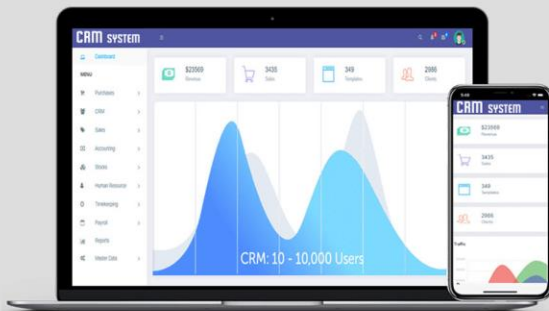 CRM SYSTEM
Dashboard
MENU
Purchases
CRM
Sales
Accounting
Stocks
Human Resource
Timekeeping
Payroll
Reports
Master Data
$23569
Revenue
3435
Sales
349
Templates
2986
Clients
CRM: 10 - 10,000 Users
CRM SYSTEM
$23569
Revenue
3435
Sales
349
Templates
2986
Clients
Traffic